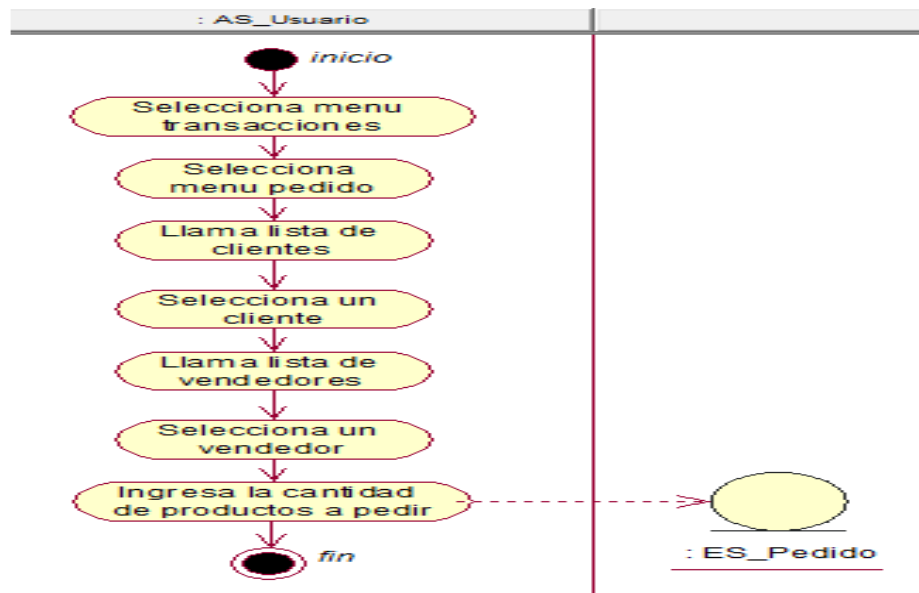 : AS_Usuario
inicio
Selecciona menu
transacciones
Selecciona
menu pedido
Llama lista de
clientes
Selecciona un
cliente
Llama lista de
vendedores
Selecciona un
vendedor
Ingresa la cantidad
de productos a pedir
fin
: ES_Pedido